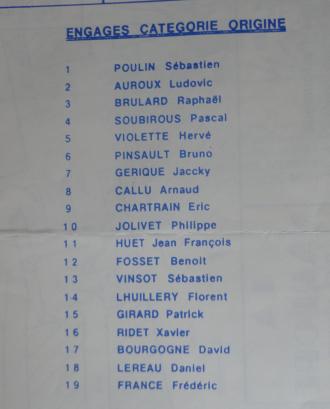 ENGAGES CATEGORIE ORIGINE
1 POULIN Sébastien
2 AUROUX Ludovic
3 BRULARD Raphaël
4 SOUBIROUS Pascal
5 VIOLETTE Hervé
6 PINSAULT Bruno
7 GERIQUE Jaccky
8 CALLU Arnaud
9 CHARTRAIN Eric
10 JOLIVET Philippe
11 HUET Jean François
12 FOSSET Benoit
13 VINSOT Sébastien
14 LHUILLERY Florent
15 GIRARD Patrick
16 RIDET Xavier
17 BOURGOGNE David
18 LEREAU Daniel
19 FRANCE Frédéric